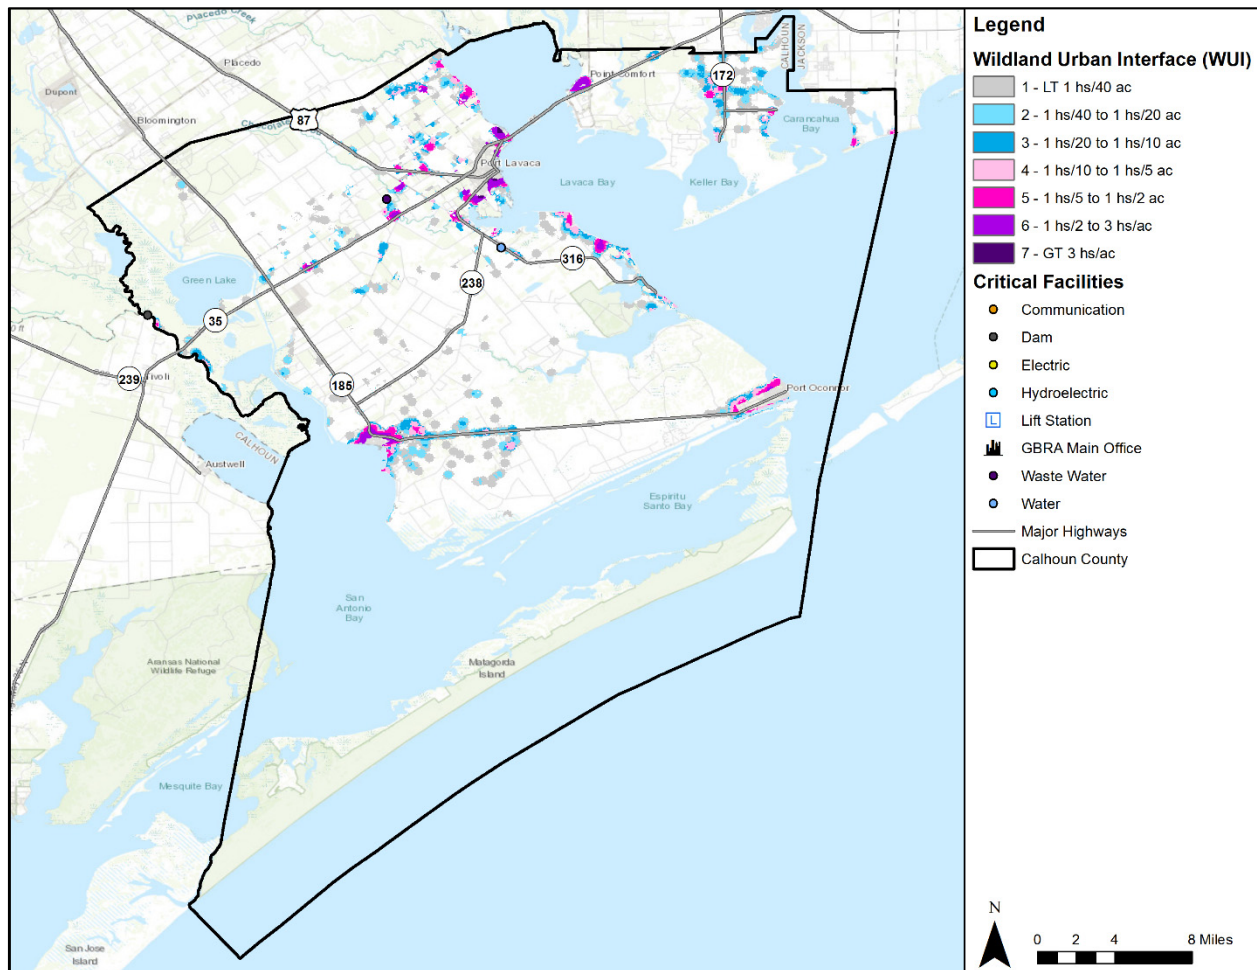 Placedo Creek
Placedo
Dupont
Bloomington
87
Point Comfort
172
CALHOUN
JACKSON
Carancahua
Bay
Port Lavaca
Lavaca Bay
Keller Bay
Green Lake
316
238
35
239
Tivoli
185
Port Oconnor
CALHOUN
Austwell
Espiritu
Santo Bay
San
Antonio
Bay
Aransas National
Wildlife Refuge
Matagorda
Island
Mesquite Bay
San Jose
Island
Legend
Wildland Urban Interface (WUI)
1 - LT 1 hs/40 ac
2 - 1 hs/40 to 1 hs/20 ac
3 - 1 hs/20 to 1 hs/10 ac
4 - 1 hs/10 to 1 hs/5 ac
5 - 1 hs/5 to 1 hs/2 ac
6 - 1 hs/2 to 3 hs/ac
7 - GT 3 hs/ac
Critical Facilities
Communication
Dam
Electric
Hydroelectric
L Lift Station
GBRA Main Office
Waste Water
Water
Major Highways
Calhoun County
N
0 2 4 8 Miles